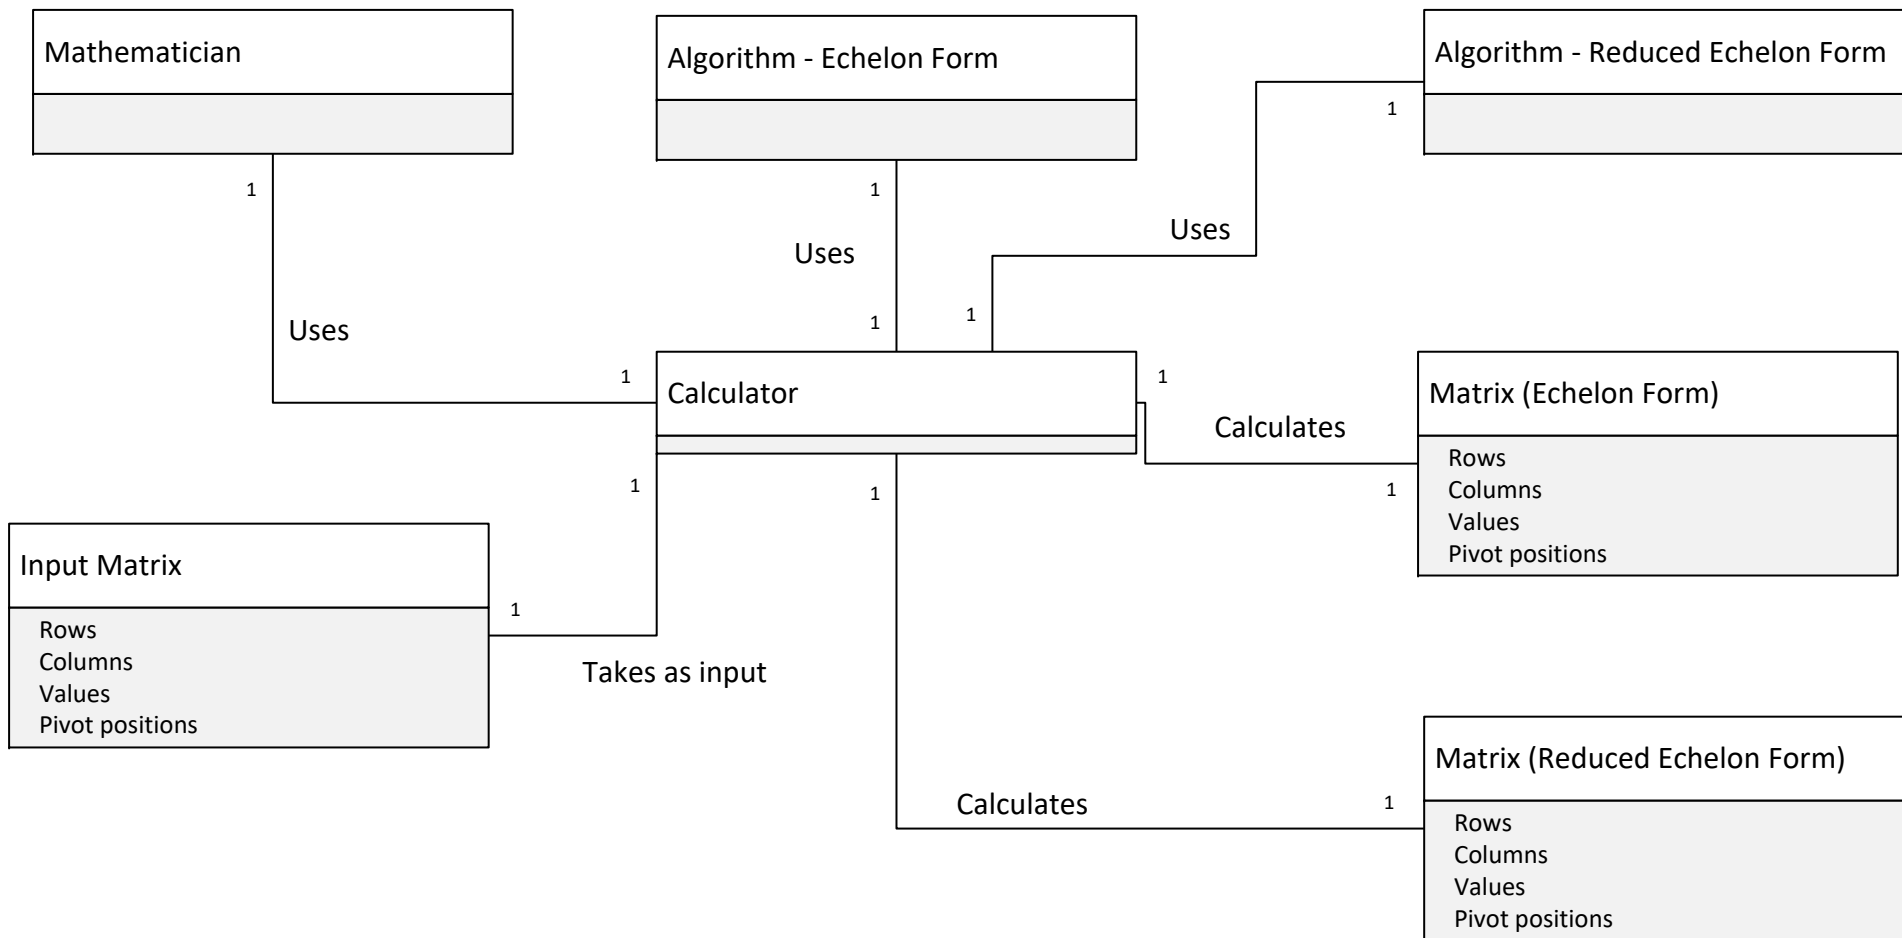 Mathematician
Algorithm - Echelon Form
Algorithm - Reduced Echelon Form
1
1
1
Uses
Uses
Uses
1
1
1
1
Calculator
1
Calculates
1
Matrix (Echelon Form)
Rows
Columns
Values
Pivot positions
1
1
Input Matrix
Rows
Columns
Values
Pivot positions
1
Takes as input
Calculates
1
Matrix (Reduced Echelon Form)
Rows
Columns
Values
Pivot positions